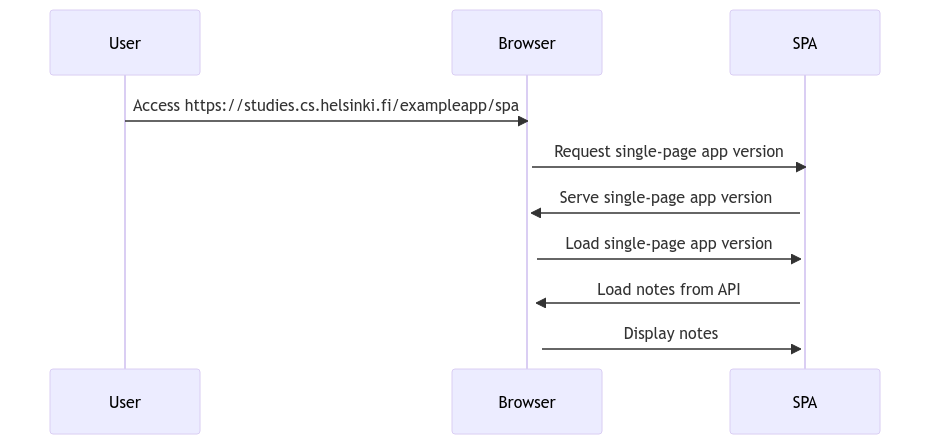 User
Browser
SPA
Access https://studies.cs.helsinki.fi/exampleapp/spa
Request single-page app version
Serve single-page app version
Load single-page app version
Load notes from API
Display notes
User
Browser
SPA